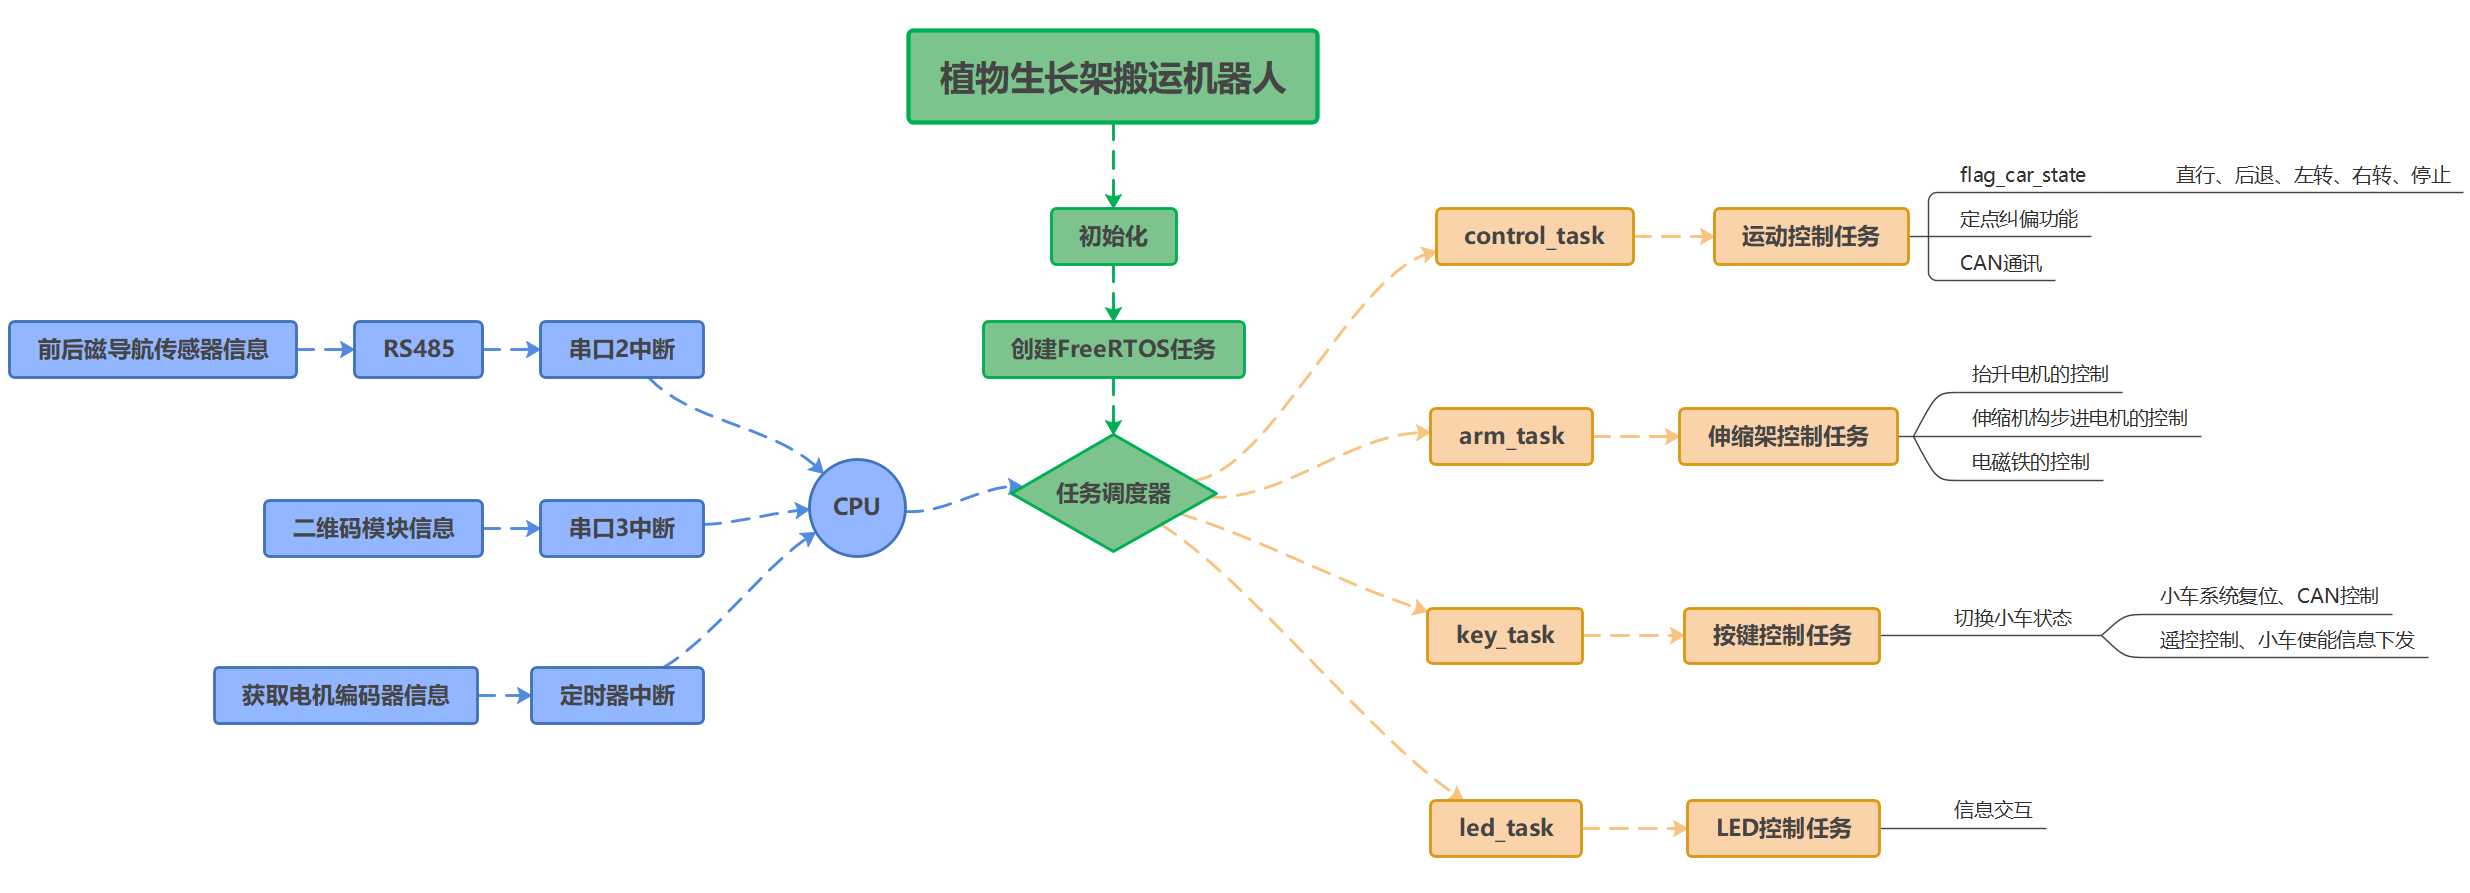 植物生长架搬运机器人
初始化
创建FreeRTOS任务
任务调度器
前后磁导航传感器信息
RS485
串口2中断
二维码模块信息
串口3中断
获取电机编码器信息
定时器中断
CPU
control_task
运动控制任务
flag_car_state
直行、后退、左转、右转、停止
定点纠偏功能
CAN通讯
arm_task
伸缩架控制任务
抬升电机的控制
伸缩机构步进电机的控制
电磁铁的控制
key_task
按键控制任务
切换小车状态
小车系统复位、CAN控制
遥控控制、小车使能信息下发
led_task
LED控制任务
信息交互